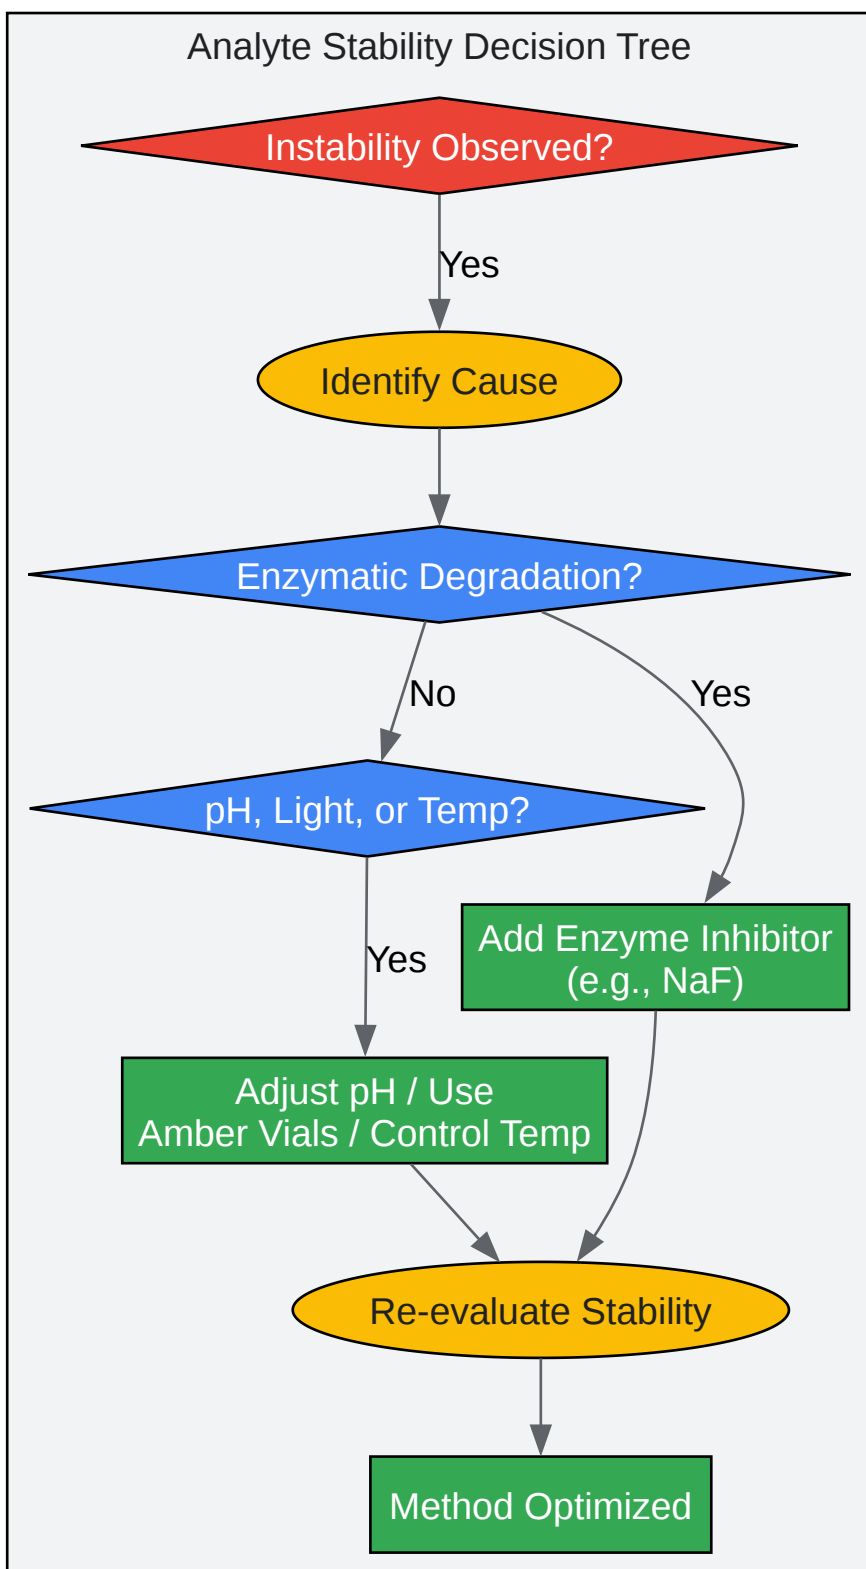 Analyte Stability Decision Tree
Instability Observed?
Yes
Identify Cause
Enzymatic Degradation?
No
Yes
pH, Light, or Temp?
Add Enzyme Inhibitor
(e.g., NaF)
Yes
Adjust pH / Use
Amber Vials / Control Temp
Re-evaluate Stability
Method Optimized